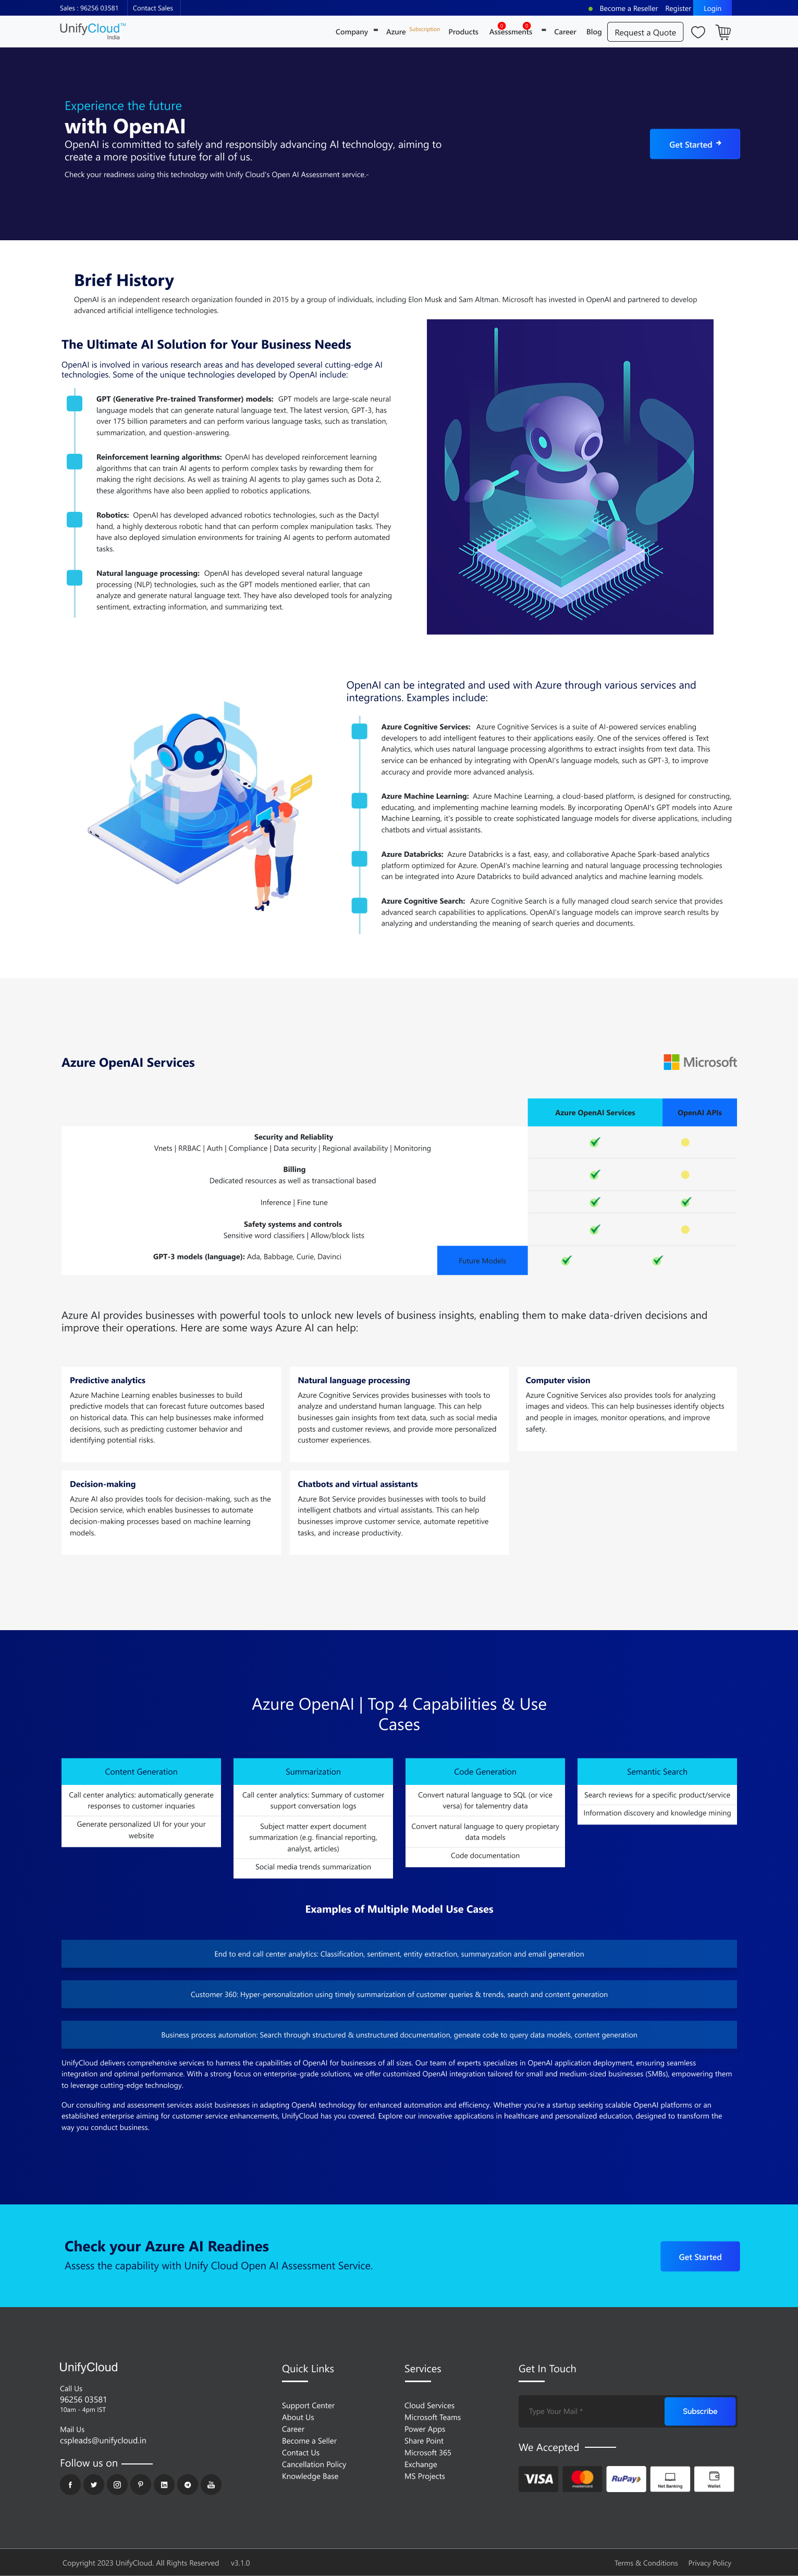 Sales : 96256 03581
Contact Sales
Become a Reseller
Register
Login
UnifyCloud™
India
Company
Azure Subscription
Products
Assessments
0
0
Career
Blog
Request a Quote
Experience the future
with OpenAI
OpenAI is committed to safely and responsibly advancing AI technology, aiming to
create a more positive future for all of us.
Check your readiness using this technology with Unify Cloud's Open AI Assessment service.-
Get Started
Brief History
OpenAI is an independent research organization founded in 2015 by a group of individuals, including Elon Musk and Sam Altman. Microsoft has invested in OpenAI and partnered to develop
advanced artificial intelligence technologies.
The Ultimate AI Solution for Your Business Needs
OpenAI is involved in various research areas and has developed several cutting-edge AI
technologies. Some of the unique technologies developed by OpenAI include:
GPT (Generative Pre-trained Transformer) models: GPT models are large-scale neural
language models that can generate natural language text. The latest version, GPT-3, has
over 175 billion parameters and can perform various language tasks, such as translation,
summarization, and question-answering.
Reinforcement learning algorithms: OpenAI has developed reinforcement learning
algorithms that can train AI agents to perform complex tasks by rewarding them for
making the right decisions. As well as training AI agents to play games such as Dota 2,
these algorithms have also been applied to robotics applications.
Robotics: OpenAI has developed advanced robotics technologies, such as the Dactyl
hand, a highly dexterous robotic hand that can perform complex manipulation tasks. They
have also deployed simulation environments for training AI agents to perform automated
tasks.
Natural language processing: OpenAI has developed several natural language
processing (NLP) technologies, such as the GPT models mentioned earlier, that can
analyze and generate natural language text. They have also developed tools for analyzing
sentiment, extracting information, and summarizing text.
OpenAI can be integrated and used with Azure through various services and
integrations. Examples include:
?
Azure Cognitive Services: Azure Cognitive Services is a suite of AI-powered services enabling
developers to add intelligent features to their applications easily. One of the services offered is Text
Analytics, which uses natural language processing algorithms to extract insights from text data. This
service can be enhanced by integrating with OpenAI's language models, such as GPT-3, to improve
accuracy and provide more advanced analysis.
Azure Machine Learning: Azure Machine Learning, a cloud-based platform, is designed for constructing,
educating, and implementing machine learning models. By incorporating OpenAI's GPT models into Azure
Machine Learning, it's possible to create sophisticated language models for diverse applications, including
chatbots and virtual assistants.
Azure Databricks: Azure Databricks is a fast, easy, and collaborative Apache Spark-based analytics
platform optimized for Azure. OpenAI's machine learning and natural language processing technologies
can be integrated into Azure Databricks to build advanced analytics and machine learning models.
Azure Cognitive Search: Azure Cognitive Search is a fully managed cloud search service that provides
advanced search capabilities to applications. OpenAI's language models can improve search results by
analyzing and understanding the meaning of search queries and documents.
Azure OpenAI Services
Microsoft
Azure OpenAI Services
OpenAI APIs
Security and Reliablity
Vnets | RRBAC | Auth | Compliance | Data security | Regional availability | Monitoring
Billing
Dedicated resources as well as transactional based
Inference | Fine tune
Safety systems and controls
Sensitive word classifiers | Allow/block lists
GPT-3 models (language): Ada, Babbage, Curie, Davinci
Future Models
Azure AI provides businesses with powerful tools to unlock new levels of business insights, enabling them to make data-driven decisions and
improve their operations. Here are some ways Azure AI can help:
Predictive analytics
Azure Machine Learning enables businesses to build
predictive models that can forecast future outcomes based
on historical data. This can help businesses make informed
decisions, such as predicting customer behavior and
identifying potential risks.
Natural language processing
Azure Cognitive Services provides businesses with tools to
analyze and understand human language. This can help
businesses gain insights from text data, such as social media
posts and customer reviews, and provide more personalized
customer experiences.
Computer vision
Azure Cognitive Services also provides tools for analyzing
images and videos. This can help businesses identify objects
and people in images, monitor operations, and improve
safety.
Decision-making
Azure AI also provides tools for decision-making, such as the
Decision service, which enables businesses to automate
decision-making processes based on machine learning
models.
Chatbots and virtual assistants
Azure Bot Service provides businesses with tools to build
intelligent chatbots and virtual assistants. This can help
businesses improve customer service, automate repetitive
tasks, and increase productivity.
Azure OpenAI | Top 4 Capabilities & Use
Cases
Content Generation
Call center analytics: automatically generate
responses to customer inquaries
Generate personalized UI for your your
website
Summarization
Call center analytics: Summary of customer
support conversation logs
Subject matter expert document
summarization (e.g. financial reporting,
analyst, articles)
Social media trends summarization
Code Generation
Convert natural language to SQL (or vice
versa) for talementry data
Convert natural language to query propietary
data models
Code documentation
Semantic Search
Search reviews for a specific product/service
Information discovery and knowledge mining
Examples of Multiple Model Use Cases
End to end call center analytics: Classification, sentiment, entity extraction, summaryzation and email generation
Customer 360: Hyper-personalization using timely summarization of customer queries & trends, search and content generation
Business process automation: Search through structured & unstructured documentation, geneate code to query data models, content generation
UnifyCloud delivers comprehensive services to harness the capabilities of OpenAI for businesses of all sizes. Our team of experts specializes in OpenAI application deployment, ensuring seamless
integration and optimal performance. With a strong focus on enterprise-grade solutions, we offer customized OpenAI integration tailored for small and medium-sized businesses (SMBs), empowering them
to leverage cutting-edge technology.
Our consulting and assessment services assist businesses in adapting OpenAI technology for enhanced automation and efficiency. Whether you're a startup seeking scalable OpenAI platforms or an
established enterprise aiming for customer service enhancements, UnifyCloud has you covered. Explore our innovative applications in healthcare and personalized education, designed to transform the
way you conduct business.
Check your Azure AI Readines
Assess the capability with Unify Cloud Open AI Assessment Service.
Get Started
UnifyCloud
Call Us
96256 03581
10am - 4pm IST
Mail Us
cspleads@unifycloud.in
Follow us on
Quick Links
Support Center
About Us
Career
Become a Seller
Contact Us
Cancellation Policy
Knowledge Base
Services
Cloud Services
Microsoft Teams
Power Apps
Share Point
Microsoft 365
Exchange
MS Projects
Get In Touch
Type Your Mail *
Subscribe
We Accepted
VISA
mastercard
RuPay
Net Banking
Wallet
Copyright 2023 UnifyCloud. All Rights Reserved
v3.1.0
Terms & Conditions
Privacy Policy